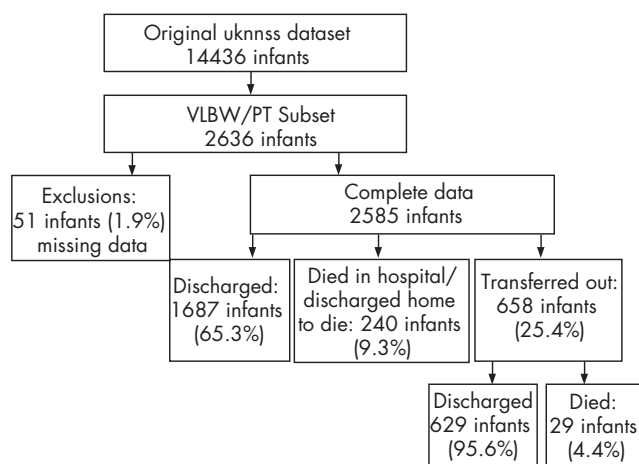 Original uknnss dataset
14436 infants
VLBW/PT Subset
2636 infants
Exclusions:
51 infants (1.9%)
missing data
Complete data
2585 infants
Discharged:
1687 infants
(65.3%)
Died in hospital/
discharged home
to die: 240 infants
(9.3%)
Transferred out:
658 infants
(25.4%)
Discharged
629 infants
(95.6%)
Died:
29 infants
(4.4%)